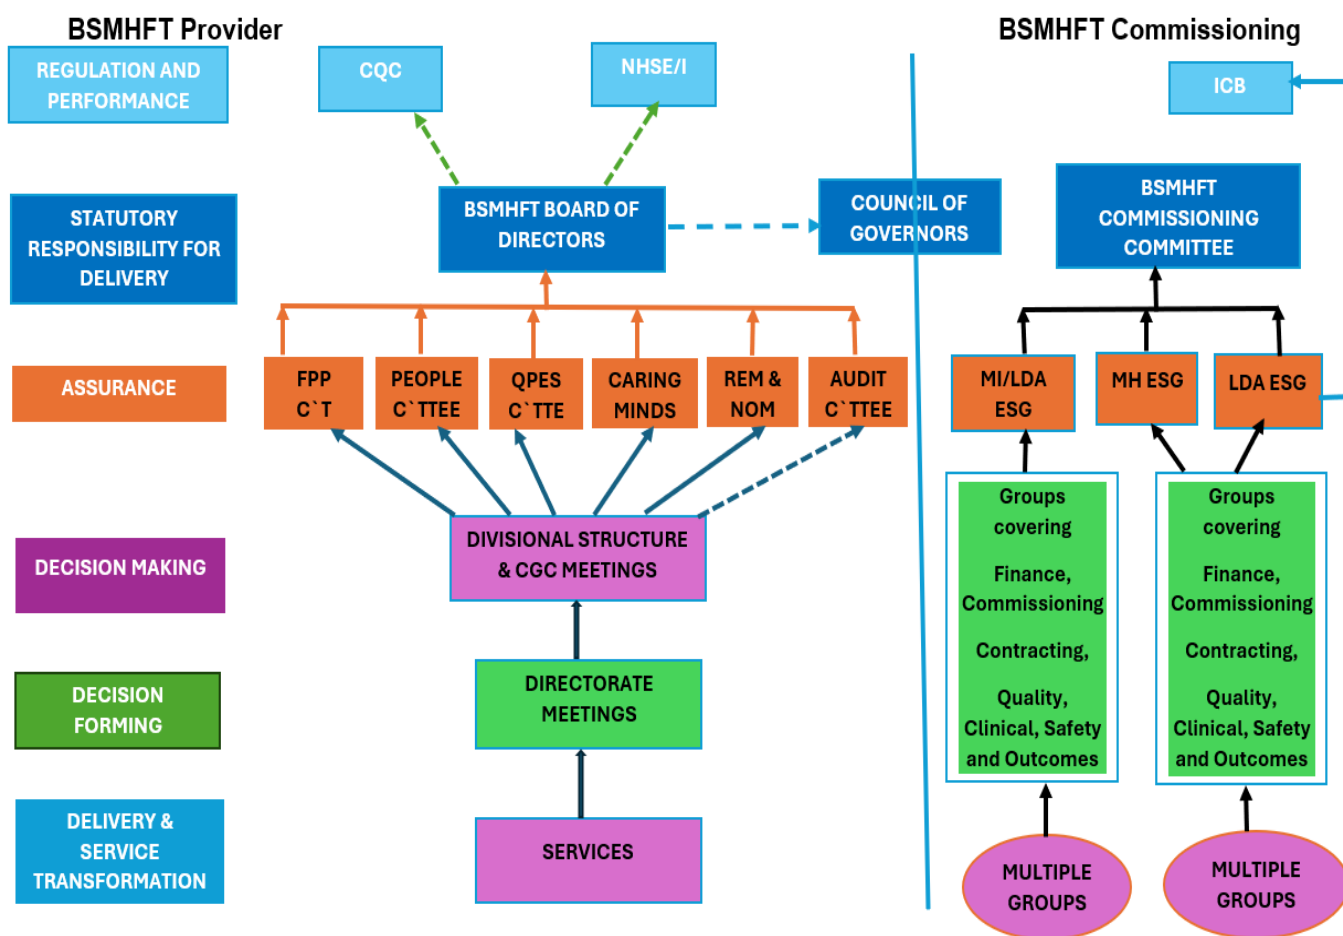 BSMHFT Provider
BSMHFT Commissioning
REGULATION AND
PERFORMANCE
CQC
NHSE/I
ICB
STATUTORY
RESPONSIBILITY FOR
DELIVERY
BSMHFT BOARD OF
DIRECTORS
COUNCIL OF
GOVERNORS
BSMHFT
COMMISSIONING
COMMITTEE
ASSURANCE
FPP
C`T
PEOPLE
C`TTEE
QPES
C`TTE
CARING
MINDS
REM &
NOM
AUDIT
C`TTEE
MI/LDA
ESG
MH ESG
LDA ESG
DECISION MAKING
DIVISIONAL STRUCTURE
& CGC MEETINGS
Groups
covering
Finance,
Commissioning
Contracting,
Quality,
Clinical, Safety
and Outcomes
Groups
covering
Finance,
Commissioning
Contracting,
Quality,
Clinical, Safety
and Outcomes
DECISION
FORMING
DIRECTORATE
MEETINGS
DELIVERY &
SERVICE
TRANSFORMATION
SERVICES
MULTIPLE
GROUPS
MULTIPLE
GROUPS